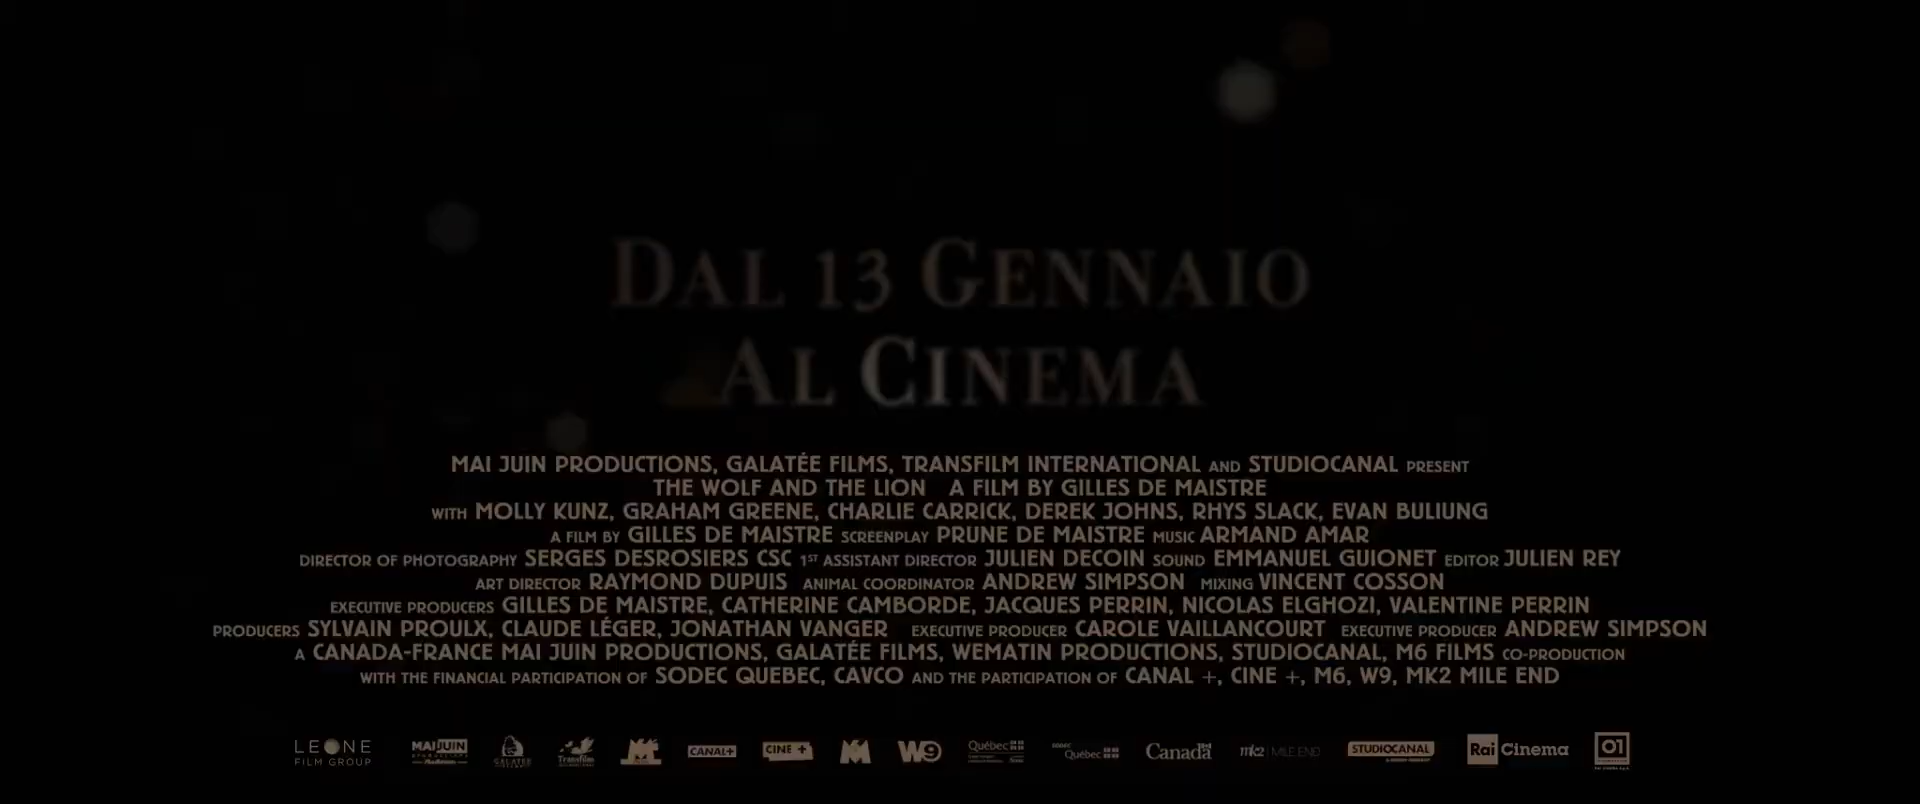 DAL 13 GENNAIO
AL CINEMA
MAI JUIN PRODUCTIONS, GALATÉE FILMS, TRANSFILM INTERNATIONAL AND STUDIOCANAL PRESENT
THE WOLF AND THE LION A FILM BY GILLES DE MAISTRE
WITH MOLLY KUNZ, GRAHAM GREENE, CHARLIE CARRICK, DEREK JOHNS, RHYS SLACK, EVAN BULIUNG
A FILM BY GILLES DE MAISTRE SCREENPLAY PRUNE DE MAISTRE MUSIC ARMAND AMAR
DIRECTOR OF PHOTOGRAPHY SERGES DESROSIERS CSC 1ST ASSISTANT DIRECTOR JULIEN DECOIN SOUND EMMANUEL GUIONET EDITOR JULIEN REY
ART DIRECTOR RAYMOND DUPUIS ANIMAL COORDINATOR ANDREW SIMPSON MIXING VINCENT COSSON
EXECUTIVE PRODUCERS GILLES DE MAISTRE, CATHERINE CAMBORDE, JACQUES PERRIN, NICOLAS ELGHOZI, VALENTINE PERRIN
PRODUCERS SYLVAIN PROULX, CLAUDE LÉGER, JONATHAN VANGER EXECUTIVE PRODUCER CAROLE VAILLANCOURT EXECUTIVE PRODUCER ANDREW SIMPSON
A CANADA-FRANCE MAI JUIN PRODUCTIONS, GALATÉE FILMS, WEMATIN PRODUCTIONS, STUDIOCANAL, M6 FILMS CO-PRODUCTION
WITH THE FINANCIAL PARTICIPATION OF SODEC QUEBEC, CAVCO AND THE PARTICIPATION OF CANAL +, CINE +, M6, W9, MK2 MILE END
LEONE FILM GROUP MAI JUIN GALATÉE Transfilm CANAL+ CINE + W9 Québec Québec Canada mk2 | MILE END STUDIOCANAL Rai Cinema 01